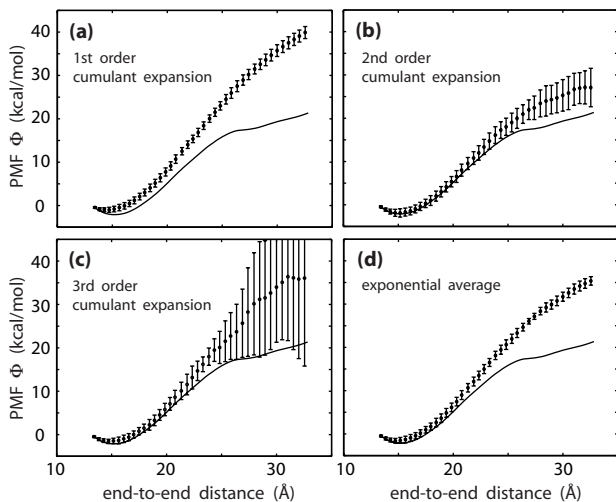 40
30
20
10
0
PMF Φ (kcal/mol)
(a)
1st order
cumulant expansion
(b)
2nd order
cumulant expansion
40
30
20
10
0
PMF Φ (kcal/mol)
(c)
3rd order
cumulant expansion
(d)
exponential average
10 20 30 10 20 30
end-to-end distance (Å) end-to-end distance (Å)